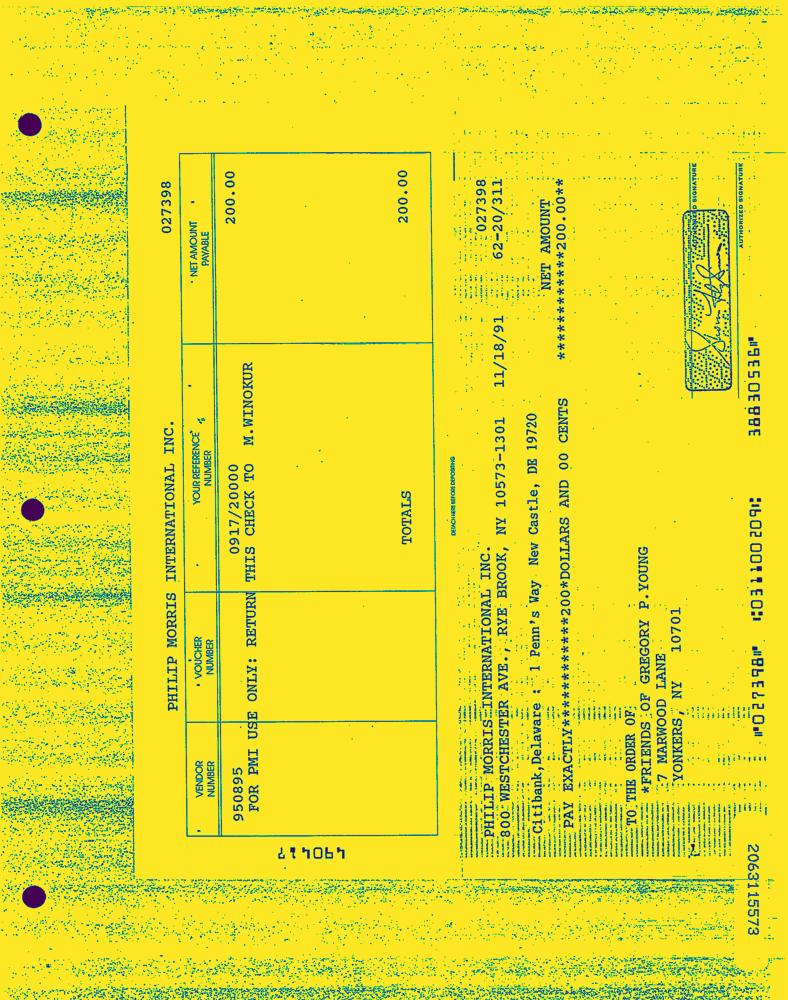 PHILIP MORRIS INTERNATIONAL INC. 027398
VENDOR NUMBER VOUCHER NUMBER YOUR REFERENCE NUMBER NET AMOUNT PAYABLE
950895 0917/20000 200.00
FOR PMI USE ONLY: RETURN THIS CHECK TO M.WINOKUR
TOTALS 200.00
490417
DETACH HERE BEFORE DEPOSITING
027398
PHILIP MORRIS INTERNATIONAL INC.
800 WESTCHESTER AVE., RYE BROOK, NY 10573-1301 11/18/91 62-20/311
Citibank,Delaware : 1 Penn's Way New Castle, DE 19720
NET AMOUNT
PAY EXACTLY*************200*DOLLARS AND 00 CENTS *************200.00**
TO THE ORDER OF:
*FRIENDS OF GREGORY P.YOUNG
7 MARWOOD LANE
YONKERS, NY 10701
AUTHORIZED SIGNATURE
AUTHORIZED SIGNATURE
⑈027398⑈ ⑆031100209⑆ 38830536⑈
2063115573